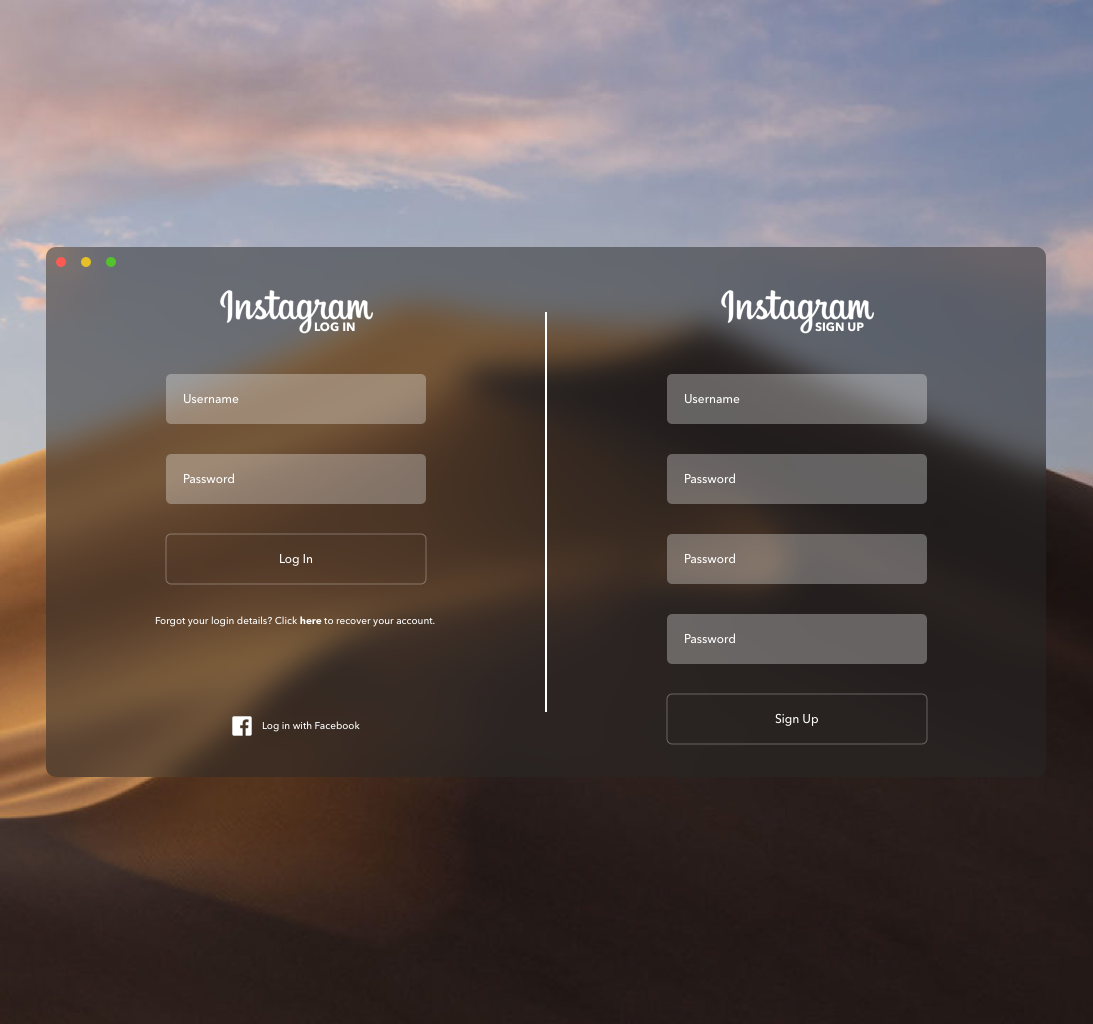 Instagram
LOG IN
Username
Password
Log In
Forgot your login details? Click here to recover your account.
Log in with Facebook
Instagram
SIGN UP
Username
Password
Password
Password
Sign Up